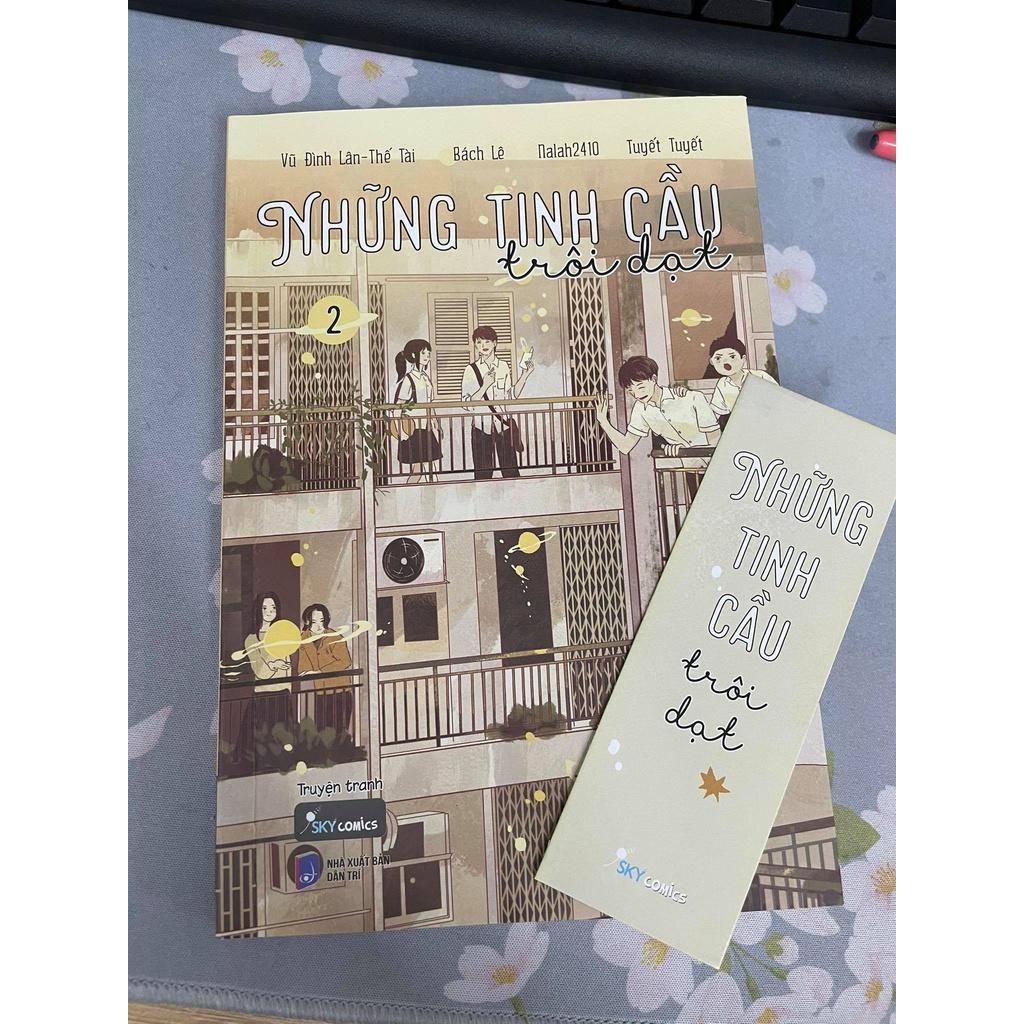 Vũ Đình Lân-Thế Tài Bách Lê Nalah2410 Tuyết Tuyết
NHỮNG TINH CẦU
trôi dạt
2
Truyện tranh
SKY COMICS
NHÀ XUẤT BẢN
DÂN TRÍ
NHỮNG
TINH
CẦU
trôi
dạt
SKY COMICS